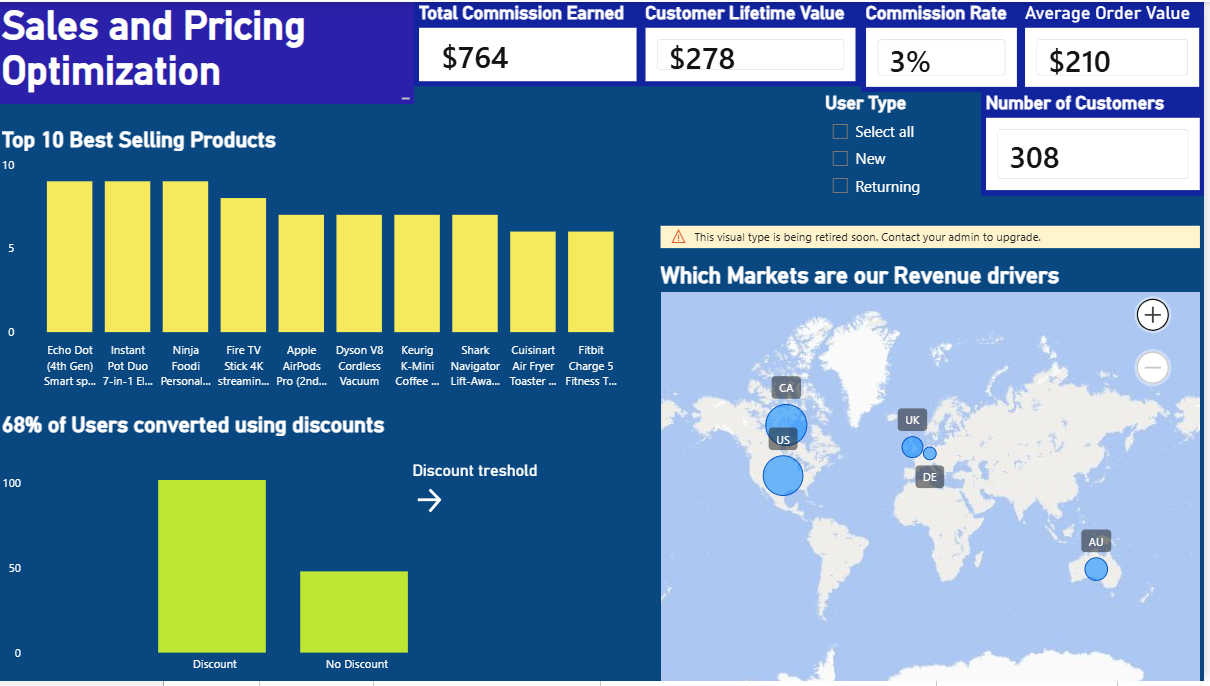 Sales and Pricing
Optimization
Total Commission Earned
$764
Customer Lifetime Value
$278
Commission Rate
3%
Average Order Value
$210
User Type
Select all
New
Returning
Number of Customers
308
Top 10 Best Selling Products
10
5
0
Echo Dot
(4th Gen)
Smart sp...
Instant
Pot Duo
7-in-1 El...
Ninja
Foodi
Personal...
Fire TV
Stick 4K
streamin...
Apple
AirPods
Pro (2nd...
Dyson V8
Cordless
Vacuum
Keurig
K-Mini
Coffee ...
Shark
Navigator
Lift-Awa...
Cuisinart
Air Fryer
Toaster ...
Fitbit
Charge 5
Fitness T...
This visual type is being retired soon. Contact your admin to upgrade.
Which Markets are our Revenue drivers
CA
US
UK
DE
AU
68% of Users converted using discounts
Discount treshold
100
50
0
Discount
No Discount